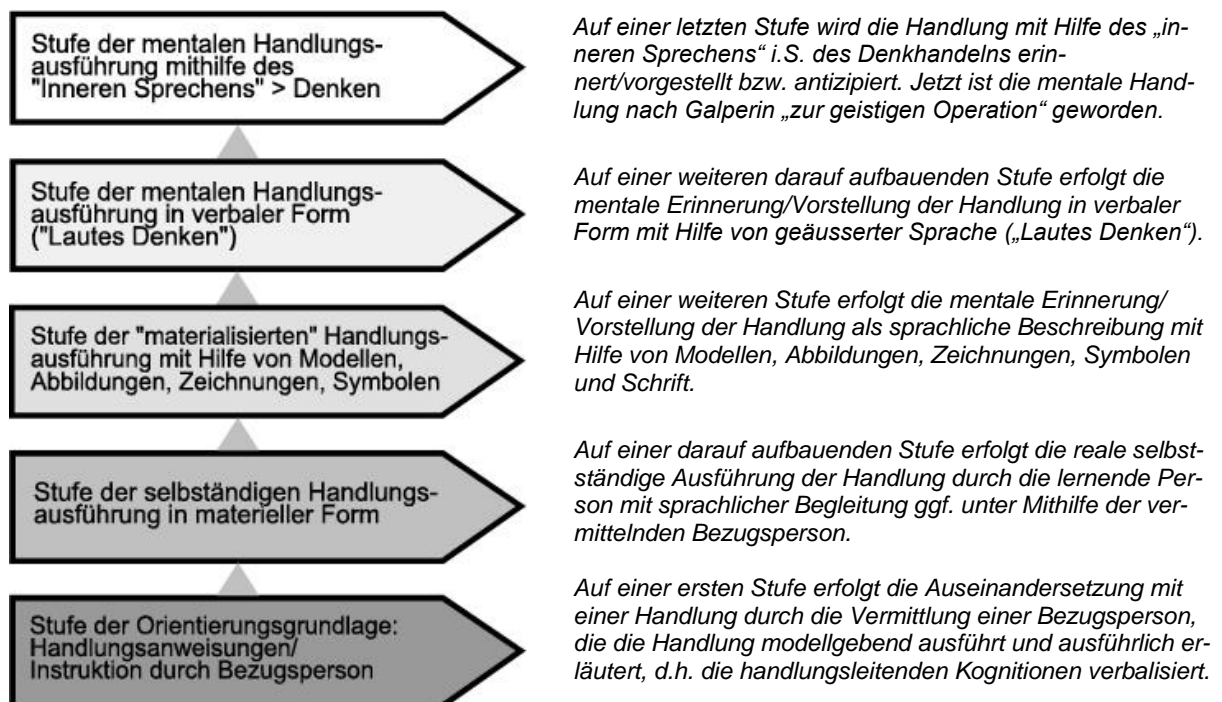 Stufe der mentalen Handlungs-
ausführung mithilfe des
"Inneren Sprechens" > Denken
Auf einer letzten Stufe wird die Handlung mit Hilfe des „in-
neren Sprechens“ i.S. des Denkhandelns erin-
nert/vorgestellt bzw. antizipiert. Jetzt ist die mentale Hand-
lung nach Galperin „zur geistigen Operation“ geworden.
Stufe der mentalen Handlungs-
ausführung in verbaler Form
("Lautes Denken")
Auf einer weiteren darauf aufbauenden Stufe erfolgt die
mentale Erinnerung/Vorstellung der Handlung in verbaler
Form mit Hilfe von geäusserter Sprache („Lautes Denken“).
Stufe der "materialisierten" Handlungs-
ausführung mit Hilfe von Modellen,
Abbildungen, Zeichnungen, Symbolen
Auf einer weiteren Stufe erfolgt die mentale Erinnerung/
Vorstellung der Handlung als sprachliche Beschreibung mit
Hilfe von Modellen, Abbildungen, Zeichnungen, Symbolen
und Schrift.
Stufe der selbständigen Handlungs-
ausführung in materieller Form
Auf einer darauf aufbauenden Stufe erfolgt die reale selbst-
ständige Ausführung der Handlung durch die lernende Per-
son mit sprachlicher Begleitung ggf. unter Mithilfe der ver-
mittelnden Bezugsperson.
Stufe der Orientierungsgrundlage:
Handlungsanweisungen/
Instruktion durch Bezugsperson
Auf einer ersten Stufe erfolgt die Auseinandersetzung mit
einer Handlung durch die Vermittlung einer Bezugsperson,
die die Handlung modellgebend ausführt und ausführlich er-
läutert, d.h. die handlungsleitenden Kognitionen verbalisiert.